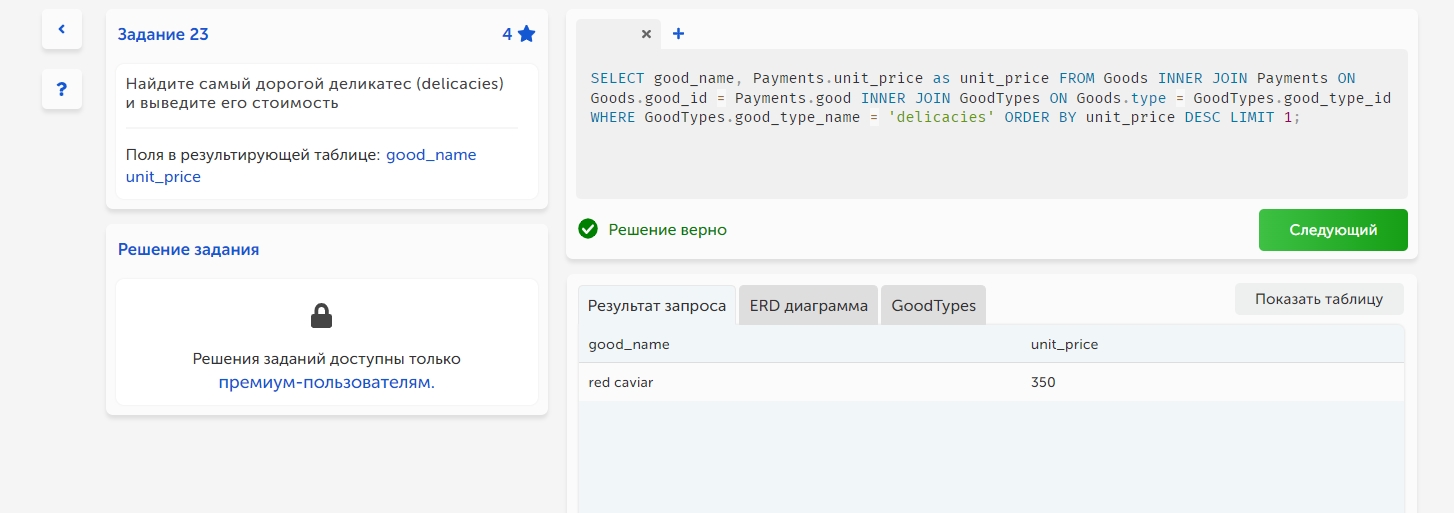 Задание 23
4
?
Найдите самый дорогой деликатес (delicacies)
и выведите его стоимость
Поля в результирующей таблице: good_name
unit_price
Решение задания
Решения заданий доступны только
премиум-пользователям.
SELECT good_name, Payments.unit_price as unit_price FROM Goods INNER JOIN Payments ON
Goods.good_id = Payments.good INNER JOIN GoodTypes ON Goods.type = GoodTypes.good_type_id
WHERE GoodTypes.good_type_name = 'delicacies' ORDER BY unit_price DESC LIMIT 1;
Решение верно
Следующий
Результат запроса
ERD диаграмма
GoodTypes
Показать таблицу
good_name unit_price
red caviar 350